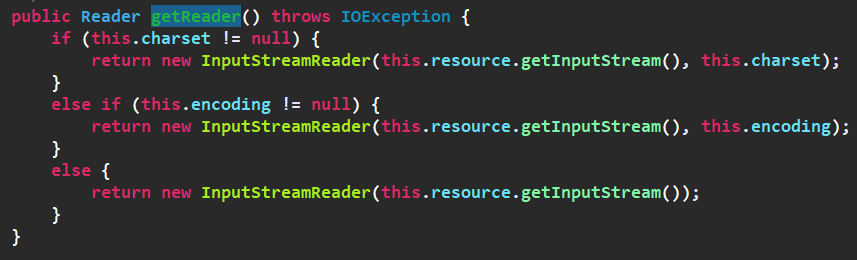 public Reader getReader() throws IOException {
    if (this.charset != null) {
        return new InputStreamReader(this.resource.getInputStream(), this.charset);
    }
    else if (this.encoding != null) {
        return new InputStreamReader(this.resource.getInputStream(), this.encoding);
    }
    else {
        return new InputStreamReader(this.resource.getInputStream());
    }
}